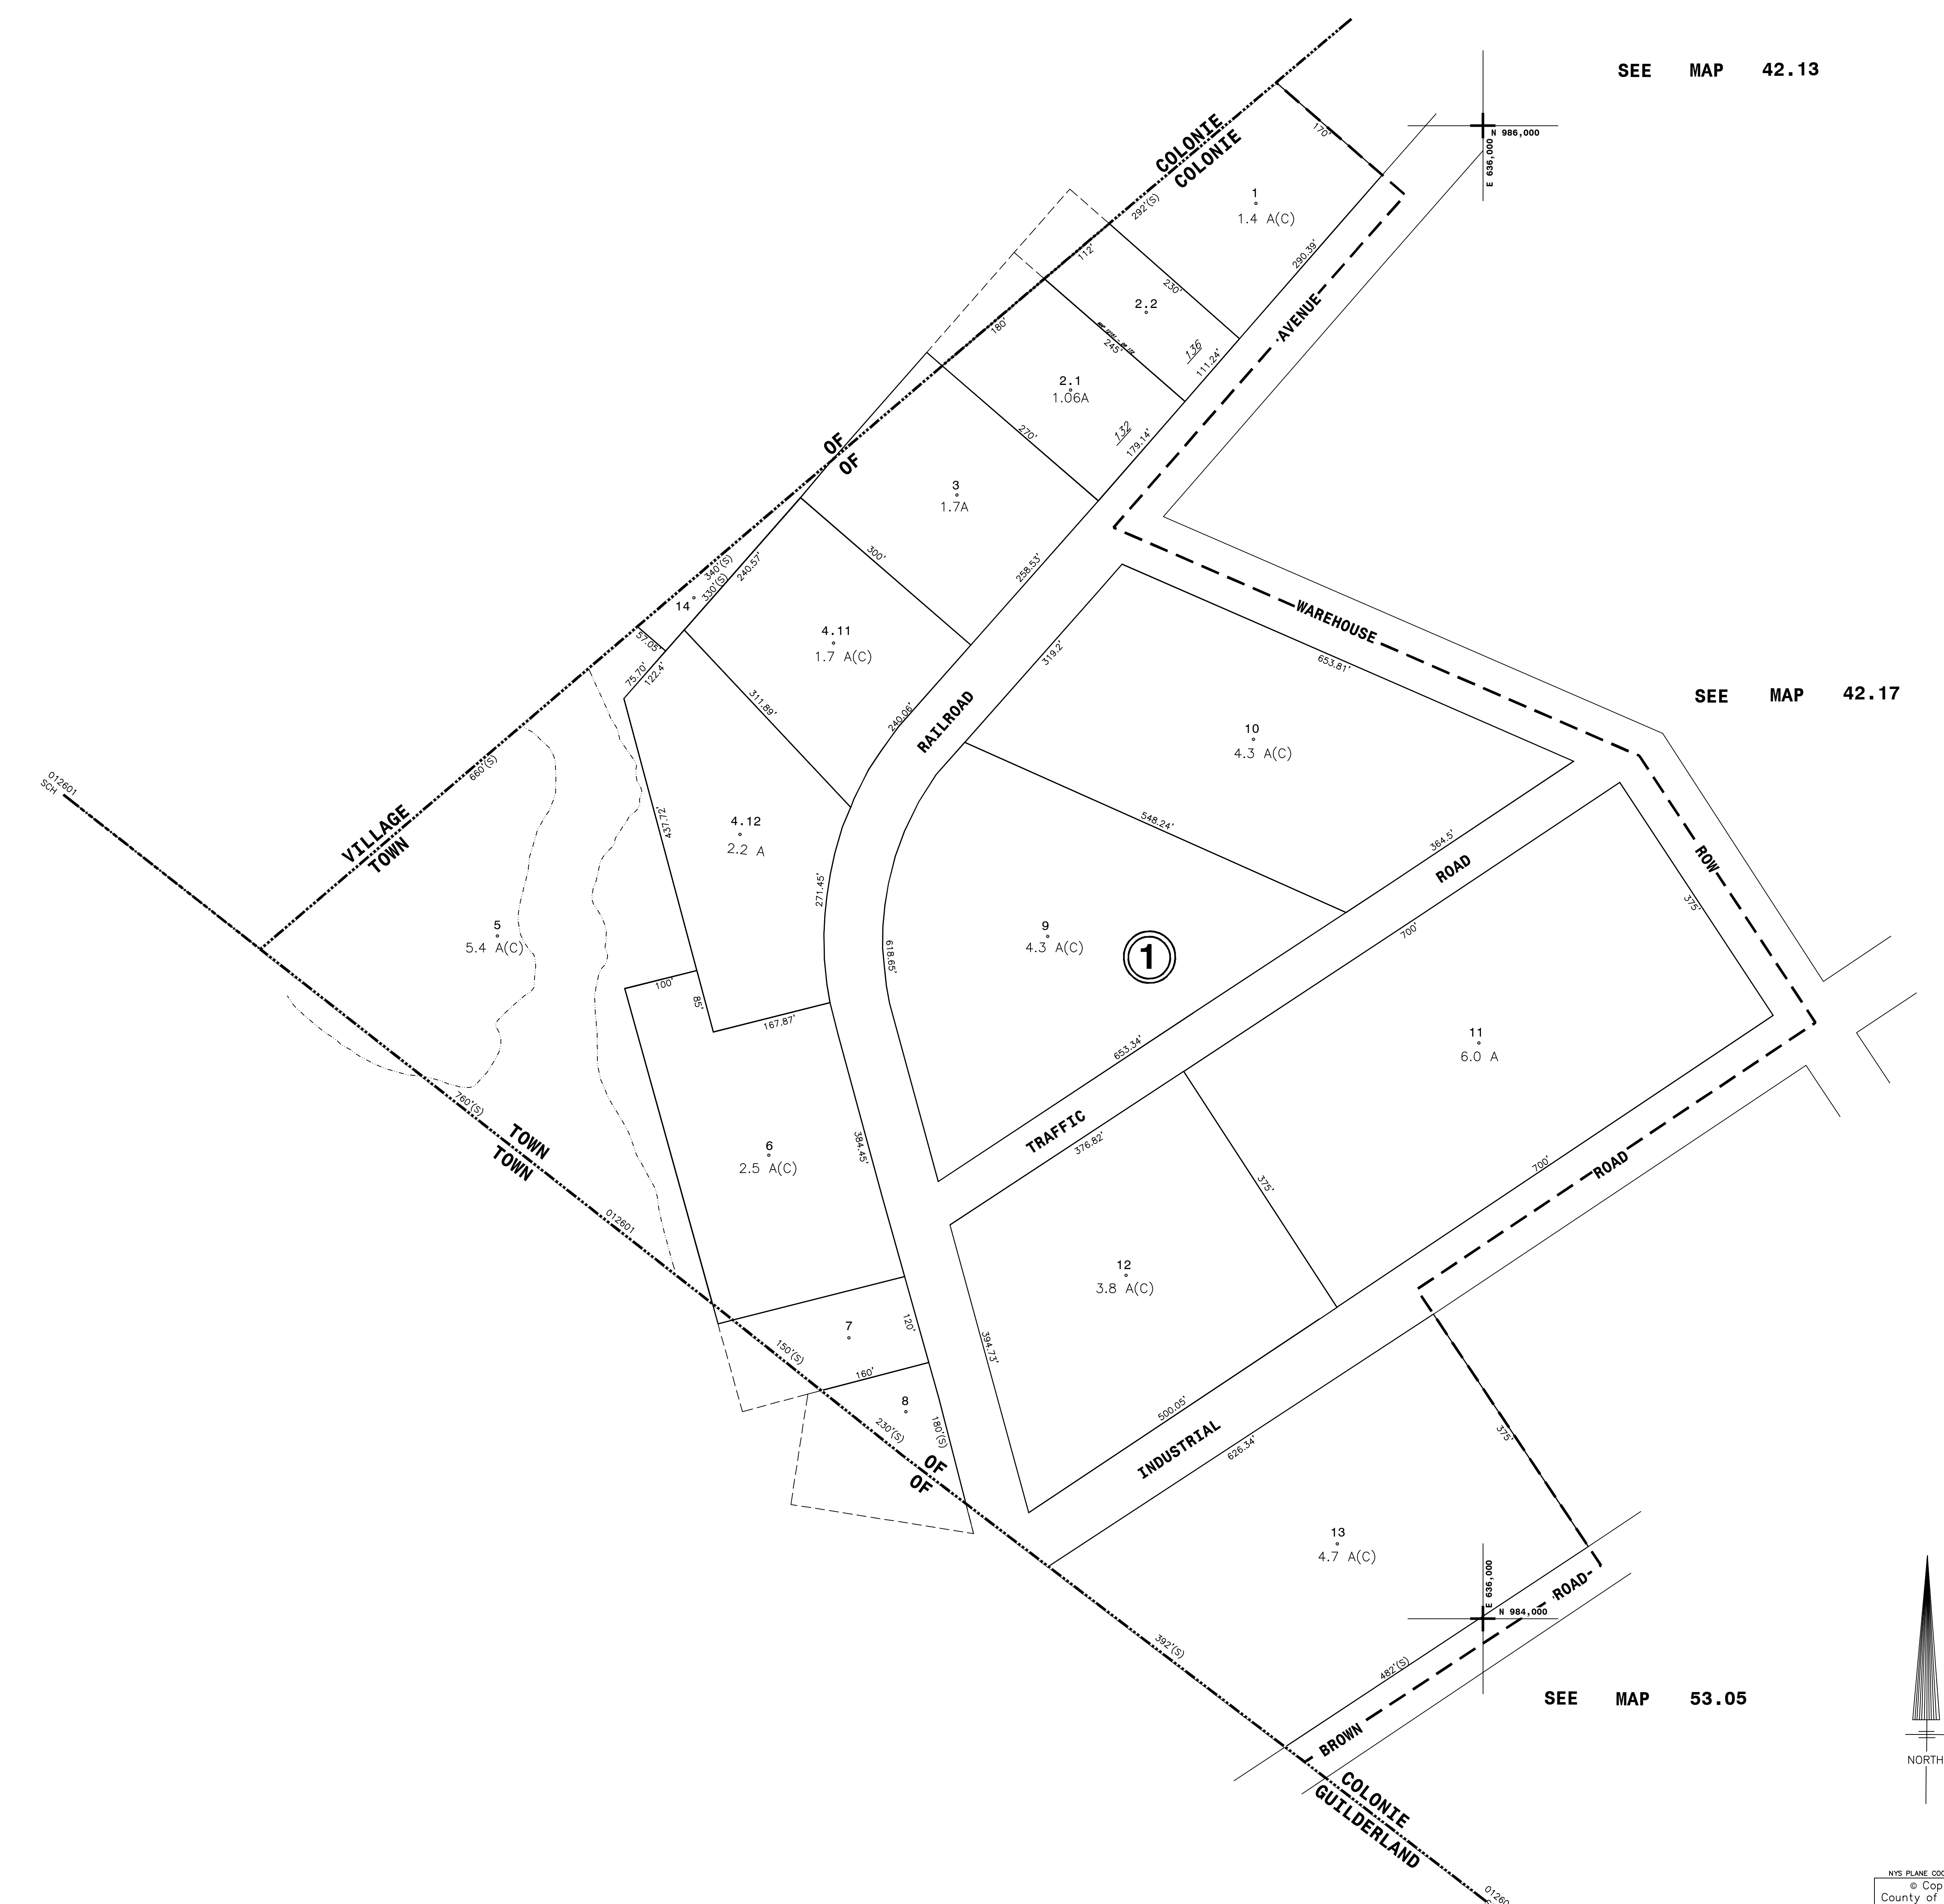 SEE MAP 42.13
N 986,000
E 636,000
COLONIE
COLONIE
170'
292'(S)
1
1.4 A(C)
290.39'
112'
230'
2.2
136
111.24'
AVENUE
180'
245'
2.1
1.06A
132
179.14'
270'
OF
OF
3
1.7A
258.53'
300'
340'(S)
330'(S)
240.57'
14
57.05'
75.70'
122.4'
4.11
1.7 A(C)
311.89'
240.06'
RAILROAD
319.2'
WAREHOUSE
653.81'
SEE MAP 42.17
10
4.3 A(C)
548.24'
364.5'
ROAD
ROW
375'
012601
SCH
660'(S)
VILLAGE
TOWN
437.72'
4.12
2.2 A
271.45'
5
5.4 A(C)
9
4.3 A(C)
1
618.65'
700'
100'
85'
167.87'
653.34'
11
6.0 A
760'(S)
TOWN
TOWN
TRAFFIC
376.82'
384.45'
6
2.5 A(C)
375'
700'
ROAD
012601
12
3.8 A(C)
120'
7
150'(S)
160'
394.73'
8
180'(S)
230'(S)
500.05'
INDUSTRIAL
626.34'
375'
OF
OF
13
4.7 A(C)
E 636,000
N 984,000
ROAD
392'(S)
482'(S)
BROWN
SEE MAP 53.05
NORTH
COLONIE
GUILDERLAND
NYS PLANE
© Cop
County of